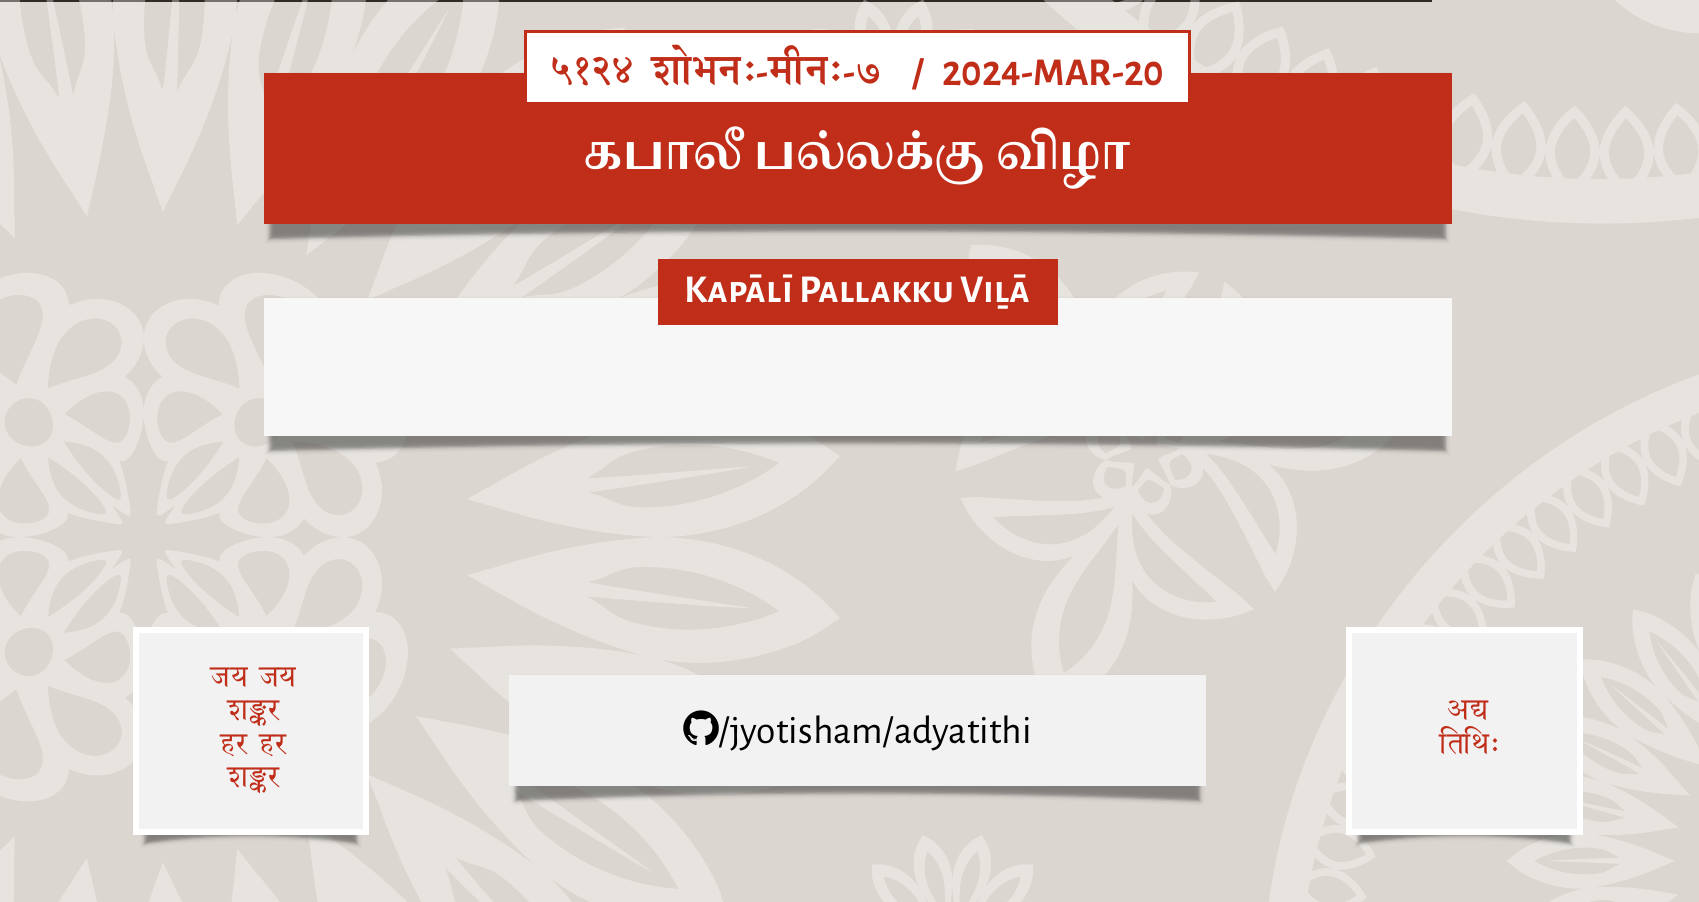 ५१२४ शोभनः-मीनः-७ / 2024-MAR-20
கபாலீ பல்லக்கு விழா
Kapālī Pallakku Viḻā
जय जय
शङ्कर
हर हर
शङ्कर
/jyotisham/adyatithi
अद्य
तिथिः